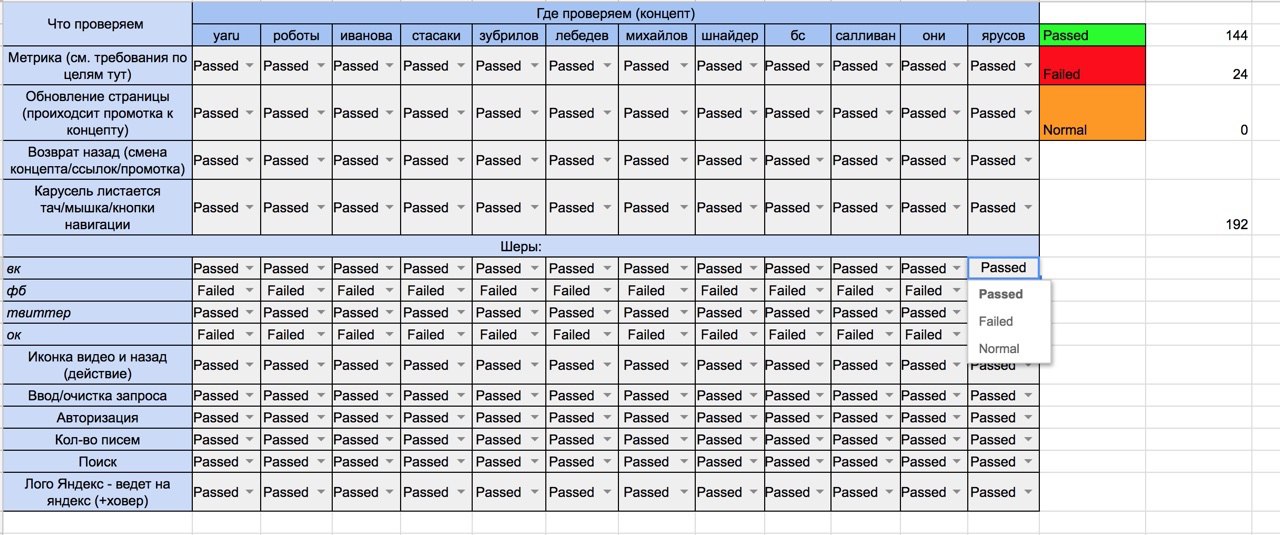 Что проверяем
Где проверяем (концепт)
yaru роботы иванова стасаки зубрилов лебедев михайлов шнайдер бс салливан они ярусов Passed 144
Метрика (см. требования по
целям тут)
Passed Passed Passed Passed Passed Passed Passed Passed Passed Passed Passed Passed
Failed 24
Обновление страницы
(проиходсит промотка к
концепту)
Passed Passed Passed Passed Passed Passed Passed Passed Passed Passed Passed Passed
Normal 0
Возврат назад (смена
концепта/ссылок/промотка)
Passed Passed Passed Passed Passed Passed Passed Passed Passed Passed Passed Passed
Карусель листается
тач/мышка/кнопки
навигации
Passed Passed Passed Passed Passed Passed Passed Passed Passed Passed Passed Passed
192
Шеры:
вк Passed Passed Passed Passed Passed Passed Passed Passed Passed Passed Passed Passed
фб Failed Failed Failed Failed Failed Failed Failed Failed Failed Failed Failed
Passed
твиттер Passed Passed Passed Passed Passed Passed Passed Passed Passed Passed Passed
Failed
ок Failed Failed Failed Failed Failed Failed Failed Failed Failed Failed Failed
Normal
Иконка видео и назад
(действие)
Passed Passed Passed Passed Passed Passed Passed Passed Passed Passed Passed Passed
Ввод/очистка запроса Passed Passed Passed Passed Passed Passed Passed Passed Passed Passed Passed Passed
Авторизация Passed Passed Passed Passed Passed Passed Passed Passed Passed Passed Passed Passed
Кол-во писем Passed Passed Passed Passed Passed Passed Passed Passed Passed Passed Passed Passed
Поиск Passed Passed Passed Passed Passed Passed Passed Passed Passed Passed Passed Passed
Лого Яндекс - ведет на
яндекс (+ховер)
Passed Passed Passed Passed Passed Passed Passed Passed Passed Passed Passed Passed